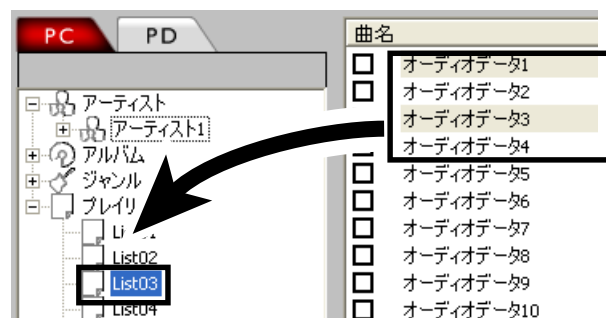 PC PD
アーティスト
アーティスト1
アルバム
ジャンル
プレイリ
List02
List03
List04
曲名
オーディオデータ1
オーディオデータ2
オーディオデータ3
オーディオデータ4
オーディオデータ5
オーディオデータ6
オーディオデータ7
オーディオデータ8
オーディオデータ9
オーディオデータ10